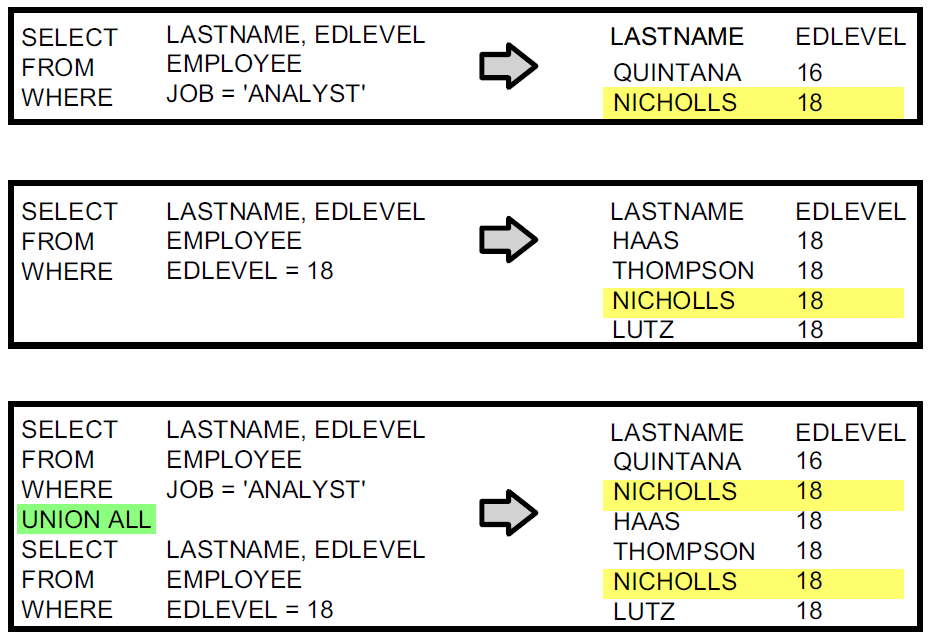 SELECT LASTNAME, EDLEVEL LASTNAME EDLEVEL
FROM EMPLOYEE QUINTANA 16
WHERE JOB = 'ANALYST' NICHOLLS 18
SELECT LASTNAME, EDLEVEL LASTNAME EDLEVEL
FROM EMPLOYEE HAAS 18
WHERE EDLEVEL = 18 THOMPSON 18
NICHOLLS 18
LUTZ 18
SELECT LASTNAME, EDLEVEL LASTNAME EDLEVEL
FROM EMPLOYEE QUINTANA 16
WHERE JOB = 'ANALYST' NICHOLLS 18
UNION ALL HAAS 18
SELECT LASTNAME, EDLEVEL THOMPSON 18
FROM EMPLOYEE NICHOLLS 18
WHERE EDLEVEL = 18 LUTZ 18